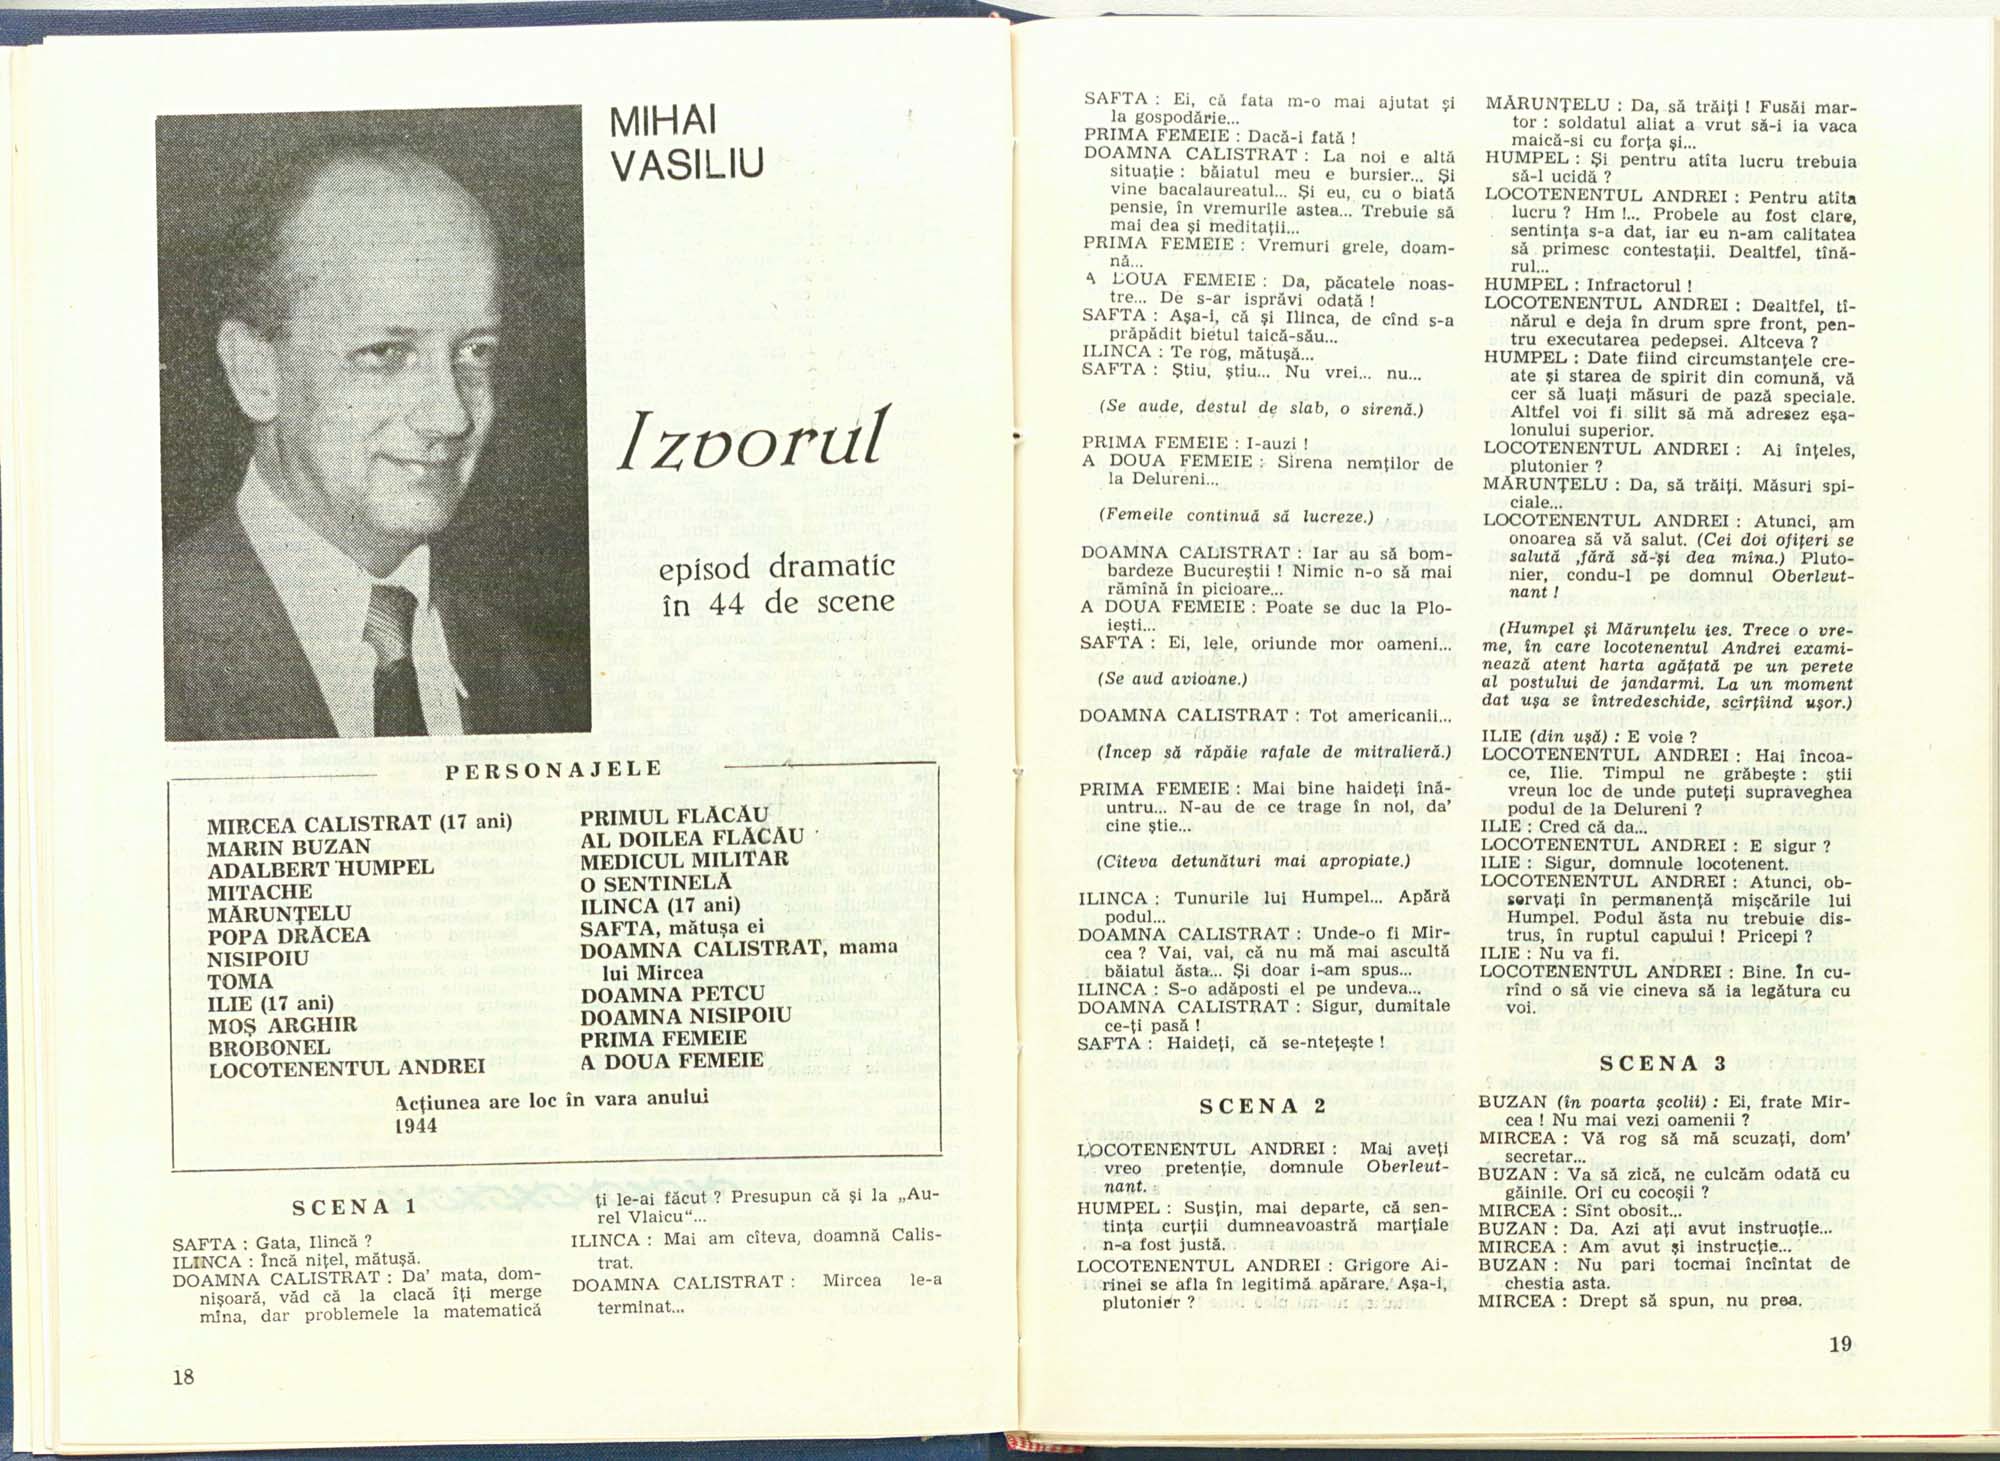 MIHAI
VASILIU
Izvorul
episod dramatic
în 44 de scene
PERSONAJELE
MIRCEA CALISTRAT (17 ani)
MARIN BUZAN
ADALBERT HUMPEL
MITACHE
MĂRUNȚELU
POPA DRĂCEA
NISIPOIU
TOMA
ILIE (17 ani)
MOȘ ARGHIR
BROBONEL
LOCOTENENTUL ANDREI
PRIMUL FLĂCĂU
AL DOILEA FLĂCĂU
MEDICUL MILITAR
O SENTINELĂ
ILINCA (17 ani)
SAFTA, mătușa ei
DOAMNA CALISTRAT, mama
lui Mircea
DOAMNA PETCU
DOAMNA NISIPOIU
PRIMA FEMEIE
A DOUA FEMEIE
Acțiunea are loc în vara anului
1944
SCENA 1
SAFTA : Gata, Ilincă ?
ILINCA : Încă nițel, mătușă.
DOAMNA CALISTRAT : Da' mata, dom-
nișoară, văd că la clacă îți merge
mîna, dar problemele la matematică
ți le-ai făcut ? Presupun că și la „Au-
rel Vlaicu“...
ILINCA : Mai am cîteva, doamnă Calis-
trat.
DOAMNA CALISTRAT : Mircea le-a
terminat...
18
SAFTA : Ei, că fata m-o mai ajutat și
la gospodărie...
PRIMA FEMEIE : Dacă-i fată !
DOAMNA CALISTRAT : La noi e altă
situație : băiatul meu e bursier... Și
vine bacalaureatul... Și eu, cu o biată
pensie, în vremurile astea... Trebuie să
mai dea și meditații...
PRIMA FEMEIE : Vremuri grele, doam-
nă...
A DOUA FEMEIE : Da, păcatele noas-
tre... De s-ar isprăvi odată !
SAFTA : Așa-i, că și Ilinca, de cînd s-a
prăpădit bietul taică-său...
ILINCA : Te rog, mătușă...
SAFTA : Știu, știu... Nu vrei... nu...
(Se aude, destul de slab, o sirenă.)
PRIMA FEMEIE : I-auzi !
A DOUA FEMEIE : Sirena nemților de
la Delureni...
(Femeile continuă să lucreze.)
DOAMNA CALISTRAT : Iar au să bom-
bardeze Bucureștii ! Nimic n-o să mai
rămînă în picioare...
A DOUA FEMEIE : Poate se duc la Plo-
iești...
SAFTA : Ei, lele, oriunde mor oameni...
(Se aud avioane.)
DOAMNA CALISTRAT : Tot americanii...
(Încep să răpăie rafale de mitralieră.)
PRIMA FEMEIE : Mai bine haideți înă-
untru... N-au de ce trage în noi, da'
cine știe...
(Cîteva detunături mai apropiate.)
ILINCA : Tunurile lui Humpel... Apără
podul...
DOAMNA CALISTRAT : Unde-o fi Mir-
cea ? Vai, vai, că nu mă mai ascultă
băiatul ăsta... Și doar i-am spus...
ILINCA : S-o adăposti el pe undeva...
DOAMNA CALISTRAT : Sigur, dumitale
ce-ți pasă !
SAFTA : Haideți, că se-ntețește !
SCENA 2
LOCOTENENTUL ANDREI : Mai aveți
vreo pretenție, domnule Oberleut-
nant.
HUMPEL : Susțin, mai departe, că sen-
tința curții dumneavoastră marțiale
n-a fost justă.
LOCOTENENTUL ANDREI : Grigore Ai-
rinei se afla în legitimă apărare. Așa-i,
plutonier ?
MĂRUNȚELU : Da, să trăiți ! Fusăi mar-
tor : soldatul aliat a vrut să-i ia vaca
maică-si cu forța și...
HUMPEL : Și pentru atîta lucru trebuia
să-l ucidă ?
LOCOTENENTUL ANDREI : Pentru atîta
lucru ? Hm !... Probele au fost clare,
sentința s-a dat, iar eu n-am calitatea
să primesc contestații. Dealtfel, tînă-
rul...
HUMPEL : Infractorul !
LOCOTENENTUL ANDREI : Dealtfel, tî-
nărul e deja în drum spre front, pen-
tru executarea pedepsei. Altceva ?
HUMPEL : Date fiind circumstanțele cre-
ate și starea de spirit din comună, vă
cer să luați măsuri de pază speciale.
Altfel voi fi silit să mă adresez eșa-
lonului superior.
LOCOTENENTUL ANDREI : Ai înțeles,
plutonier ?
MĂRUNȚELU : Da, să trăiți. Măsuri spi-
ciale...
LOCOTENENTUL ANDREI : Atunci, am
onoarea să vă salut. (Cei doi ofițeri se
salută ,fără să-și dea mîna.) Pluto-
nier, condu-l pe domnul Oberleut-
nant !
(Humpel și Mărunțelu ies. Trece o vre-
me, în care locotenentul Andrei exami-
nează atent harta agățată pe un perete
al postului de jandarmi. La un moment
dat ușa se întredeschide, scîrțiind ușor.)
ILIE (din ușă) : E voie ?
LOCOTENENTUL ANDREI : Hai încoa-
ce, Ilie. Timpul ne grăbește : știi
vreun loc de unde puteți supraveghea
podul de la Delureni ?
ILIE : Cred că da...
LOCOTENENTUL ANDREI : E sigur ?
ILIE : Sigur, domnule locotenent.
LOCOTENENTUL ANDREI : Atunci, ob-
servați în permanență mișcările lui
Humpel. Podul ăsta nu trebuie dis-
trus, în ruptul capului ! Pricepi ?
ILIE : Nu va fi.
LOCOTENENTUL ANDREI : Bine. În cu-
rînd o să vie cineva să ia legătura cu
voi.
SCENA 3
BUZAN (în poarta școlii) : Ei, frate Mir-
cea ! Nu mai vezi oamenii ?
MIRCEA : Vă rog să mă scuzați, dom'
secretar...
BUZAN : Va să zică, ne culcăm odată cu
găinile. Ori cu cocoșii ?
MIRCEA : Sînt obosit...
BUZAN : Da. Azi ați avut instrucție...
MIRCEA : Am avut și instrucție...
BUZAN : Nu pari tocmai încîntat de
chestia asta.
MIRCEA : Drept să spun, nu prea.
19